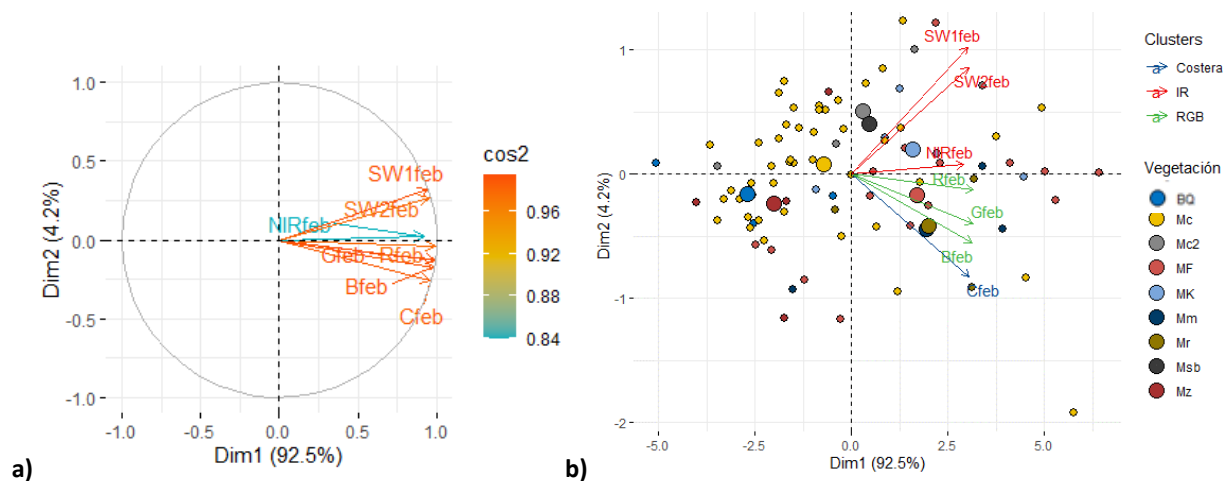 a)
Dim2 (4.2%)
1.0
0.5
0.0
-0.5
-1.0
SW1feb
SW2feb
NIRfeb
Gfeb
Rfeb
Bfeb
Cfeb
-1.0
-0.5
0.0
0.5
1.0
Dim1 (92.5%)
cos2
0.96
0.92
0.88
0.84
b)
Dim2 (4.2%)
1
0
-1
-2
SW1feb
SW2feb
NIRfeb
Rfeb
Gfeb
Bfeb
Cfeb
-5.0
-2.5
0.0
2.5
5.0
Dim1 (92.5%)
Clusters
a Costera
a IR
a RGB
Vegetación
BQ
Mc
Mc2
MF
MK
Mm
Mr
Msb
Mz